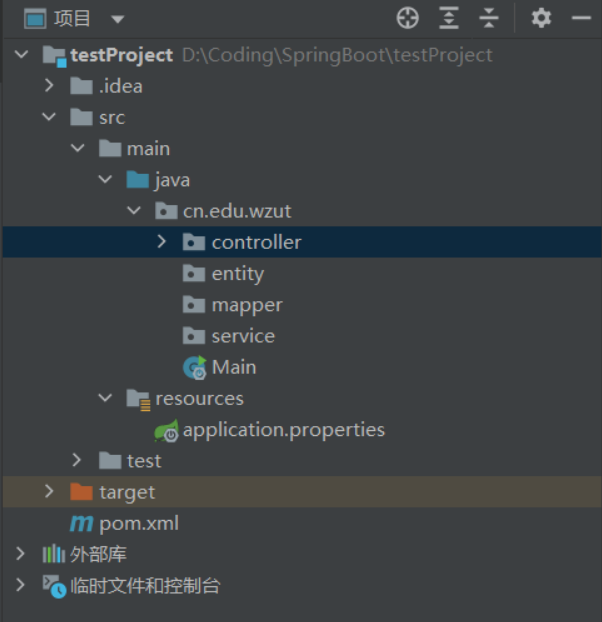 项目
testProject D:\Coding\SpringBoot\testProject
.idea
src
main
java
cn.edu.wzut
controller
entity
mapper
service
Main
resources
application.properties
test
target
pom.xml
外部库
临时文件和控制台